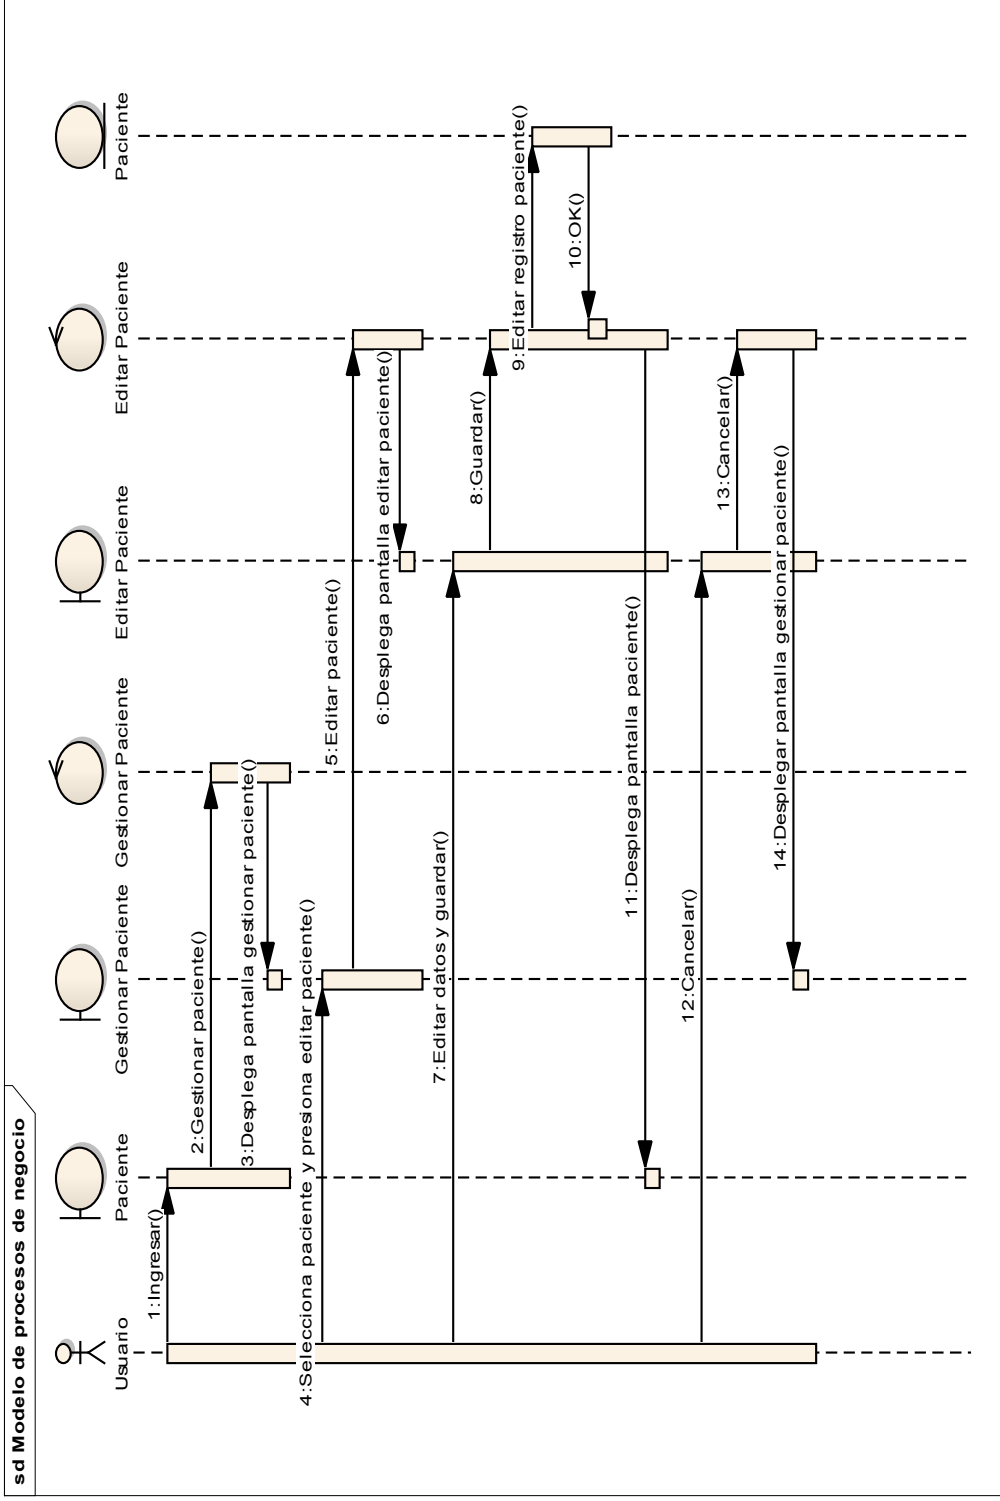 sd Modelo de procesos de negocio
Usuario
Paciente
Gestionar Paciente
Gestionar Paciente
Editar Paciente
Editar Paciente
Paciente
1:Ingresar()
2:Gestionar paciente()
3:Desplega pantalla gestionar paciente()
4:Selecciona paciente y presiona editar paciente()
5:Editar paciente()
6:Desplega pantalla editar paciente()
7:Editar datos y guardar()
8:Guardar()
9:Editar registro paciente()
10:OK()
11:Desplega pantalla paciente()
12:Cancelar()
13:Cancelar()
14:Desplegar pantalla gestionar paciente()